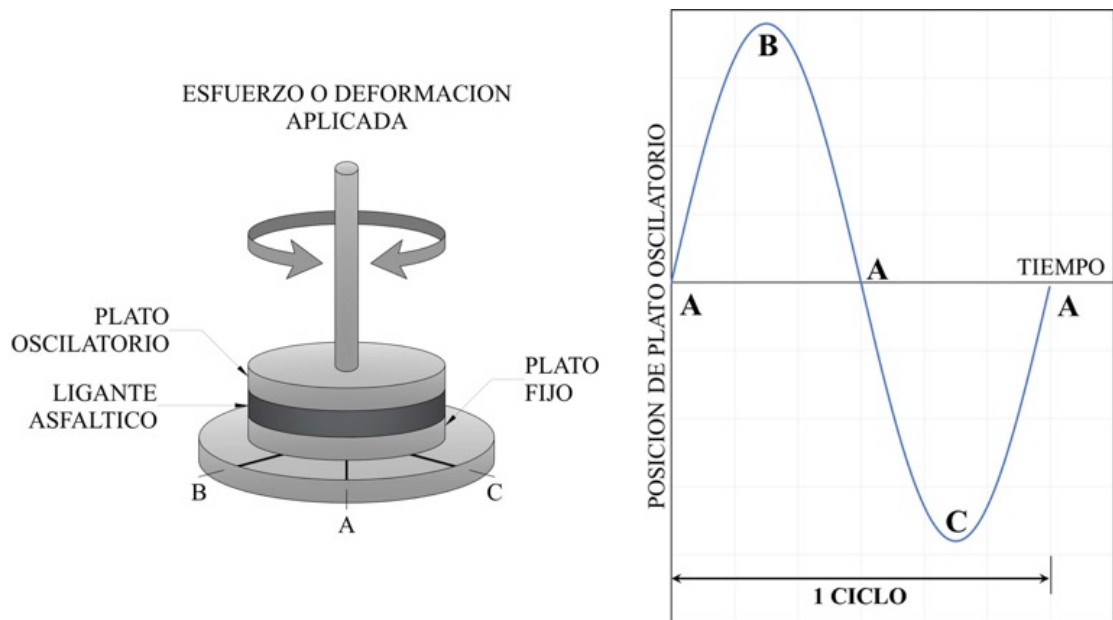 ESFUERZO O DEFORMACION
APLICADA
PLATO
OSCILATORIO
LIGANTE
ASFALTICO
PLATO
FIJO
B
A
C
POSICION DE PLATO OSCILATORIO
B
A
TIEMPO
A
A
C
1 CICLO